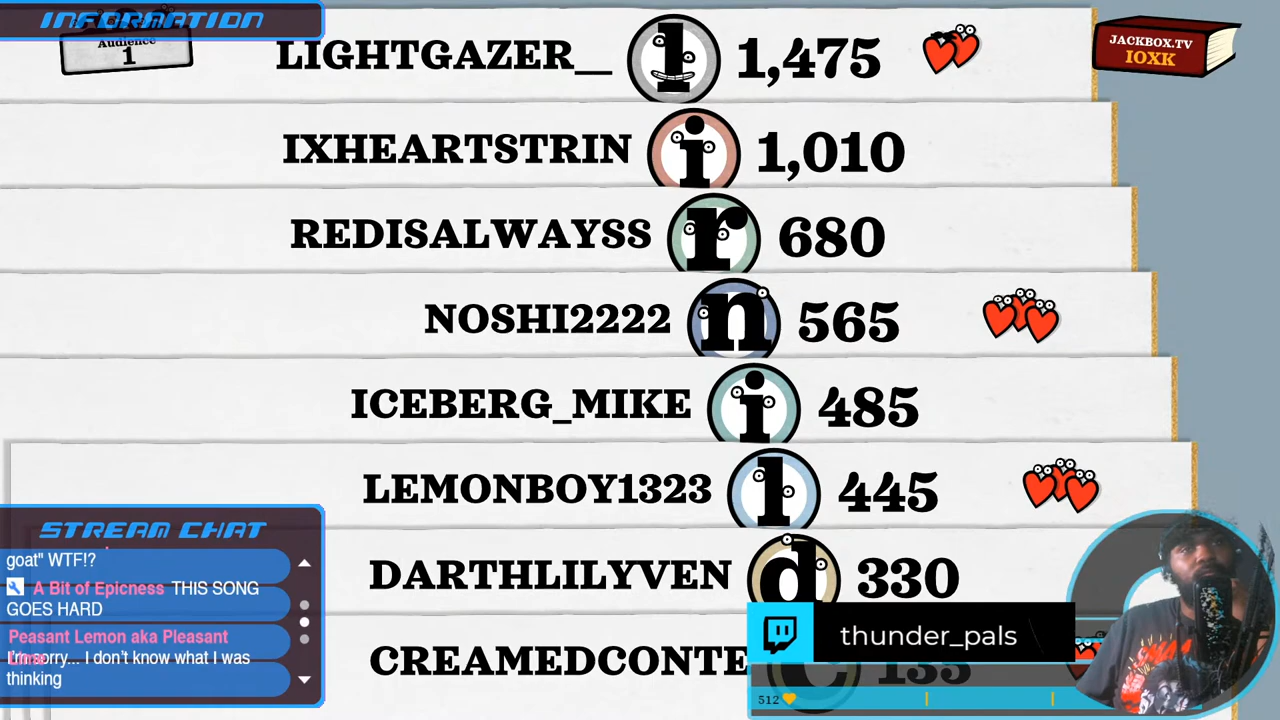 INFORMATION
Audience
1
LIGHTGAZER__ l 1,475
JACKBOX.TV
IOXK
IXHEARTSTRIN i 1,010
REDISALWAYSS r 680
NOSHI2222 n 565
ICEBERG_MIKE i 485
LEMONBOY1323 l 445
DARTHLILYVEN d 330
CREAMEDCONTE
thunder_pals
512
STREAM CHAT
goat" WTF!?
A Bit of Epicness THIS SONG
GOES HARD
Peasant Lemon aka Pleasant
I'm sorry... I don't know what I was
thinking